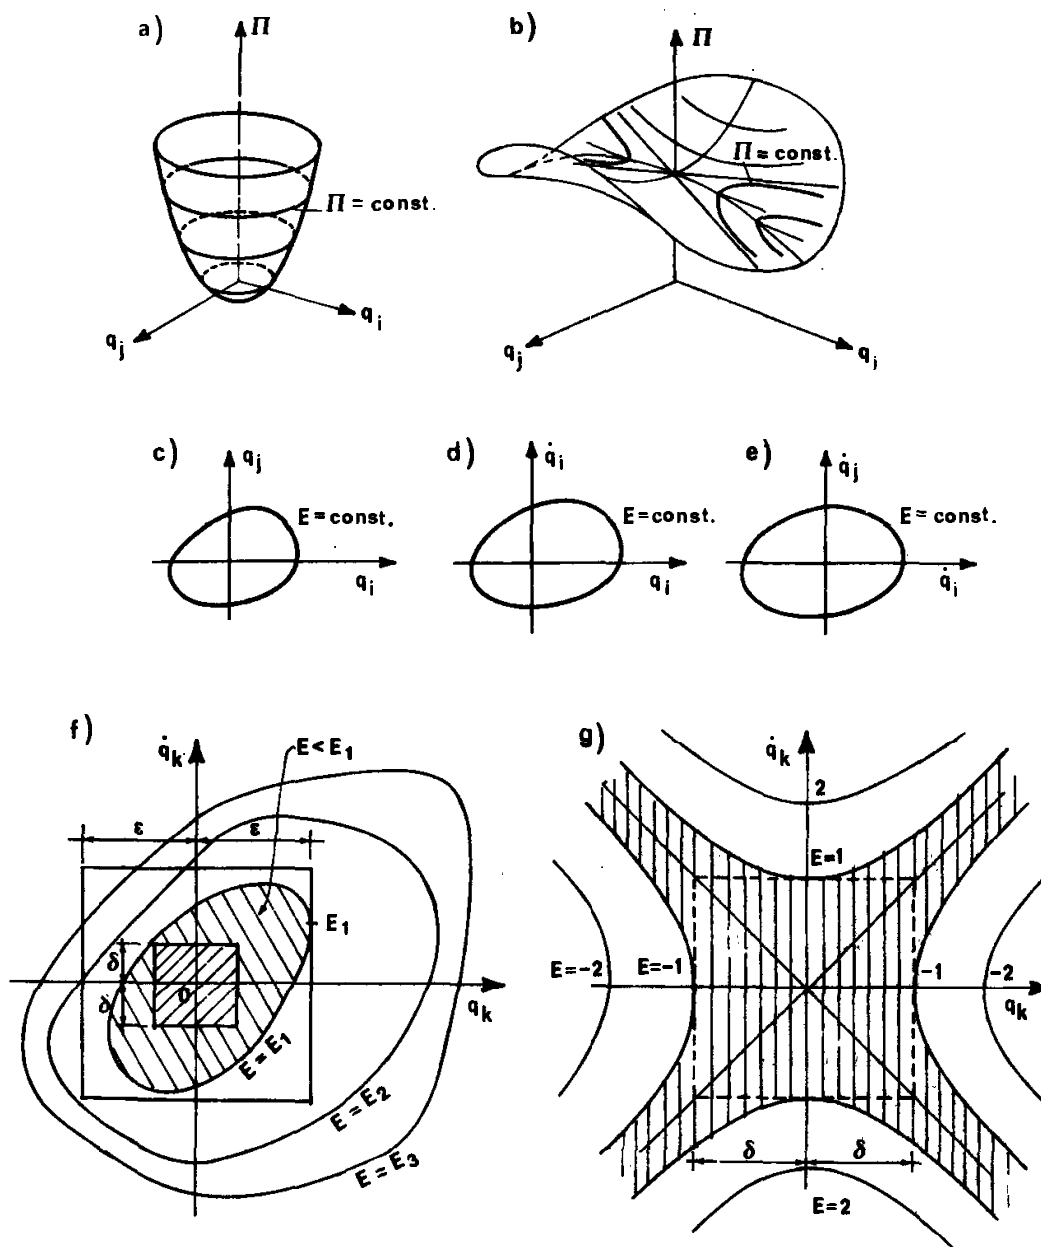 a)
Π
Π = const.
q_j
q_i
b)
Π
Π = const.
q_j
q_i
c)
q_j
E = const.
q_i
d)
q̇_i
E = const.
q_i
e)
q̇_j
E = const.
q̇_i
f)
q̇_k
E < E₁
ε ε
E₁
δ
δ
0
q_k
E = E₁
E = E₂
E = E₃
g)
q̇_k
2
E=1
E=-2 E=-1 -1 -2
q_k
δ δ
E=2